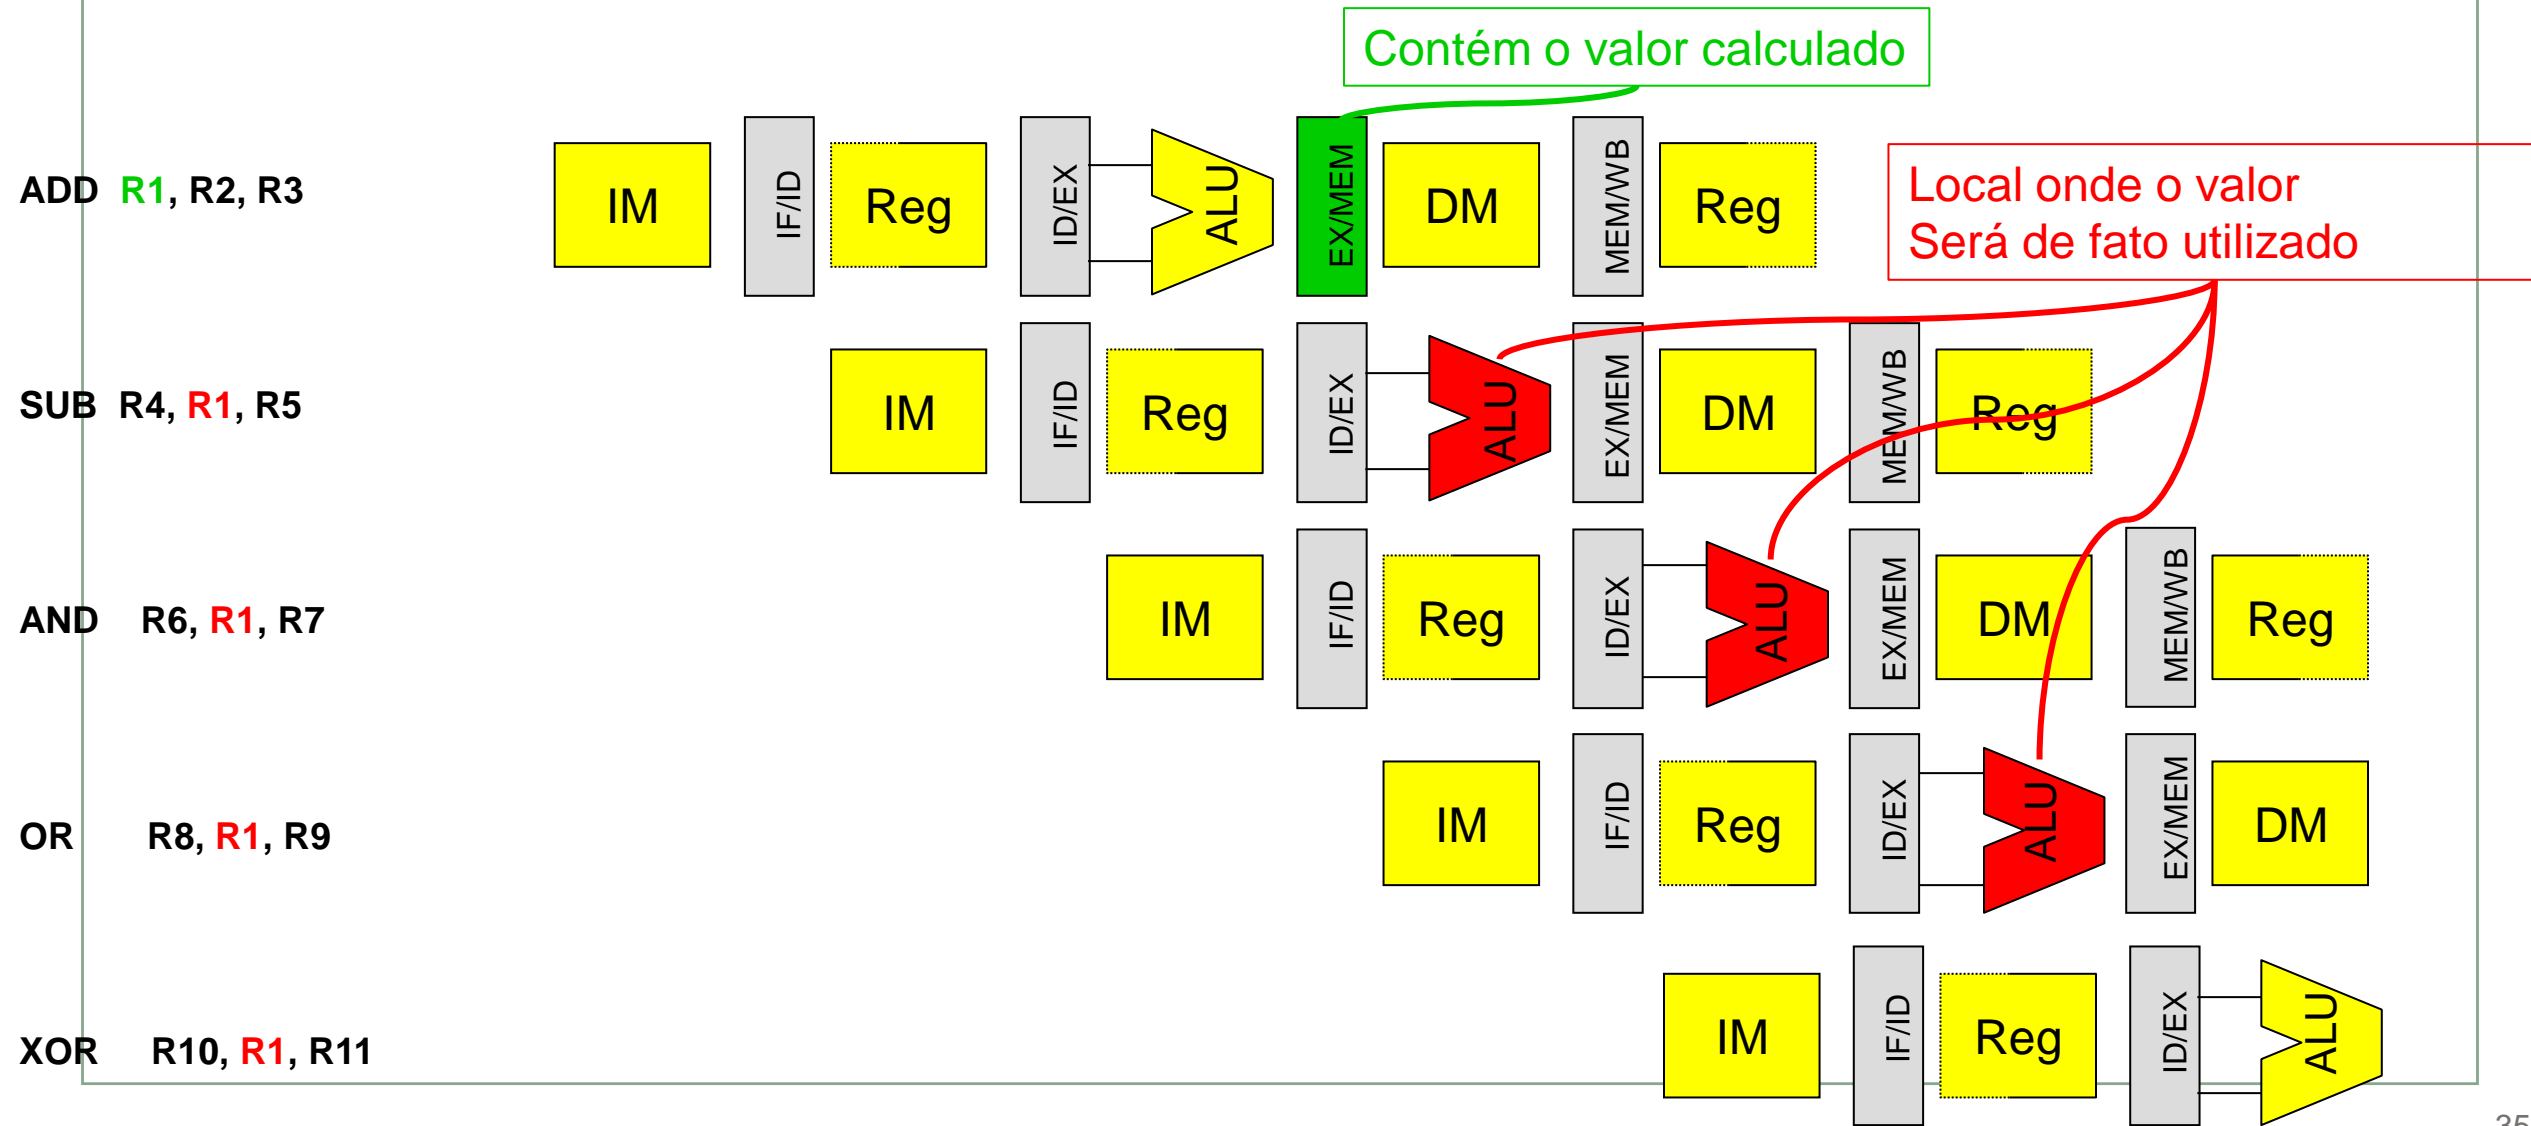 Contém o valor calculado
Local onde o valor
Será de fato utilizado
ADD R1, R2, R3
IM
IF/ID
Reg
ID/EX
ALU
EX/MEM
DM
MEM/WB
Reg
SUB R4, R1, R5
IM
IF/ID
Reg
ID/EX
ALU
EX/MEM
DM
MEM/WB
Reg
AND R6, R1, R7
IM
IF/ID
Reg
ID/EX
ALU
EX/MEM
DM
MEM/WB
Reg
OR R8, R1, R9
IM
IF/ID
Reg
ID/EX
ALU
EX/MEM
DM
XOR R10, R1, R11
IM
IF/ID
Reg
ID/EX
ALU
35